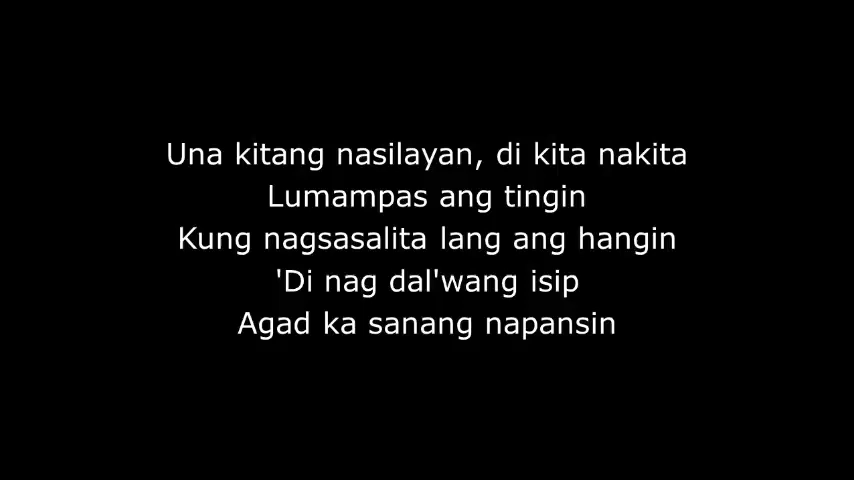 Una kitang nasilayan, di kita nakita
Lumampas ang tingin
Kung nagsasalita lang ang hangin
'Di nag dal'wang isip
Agad ka sanang napansin